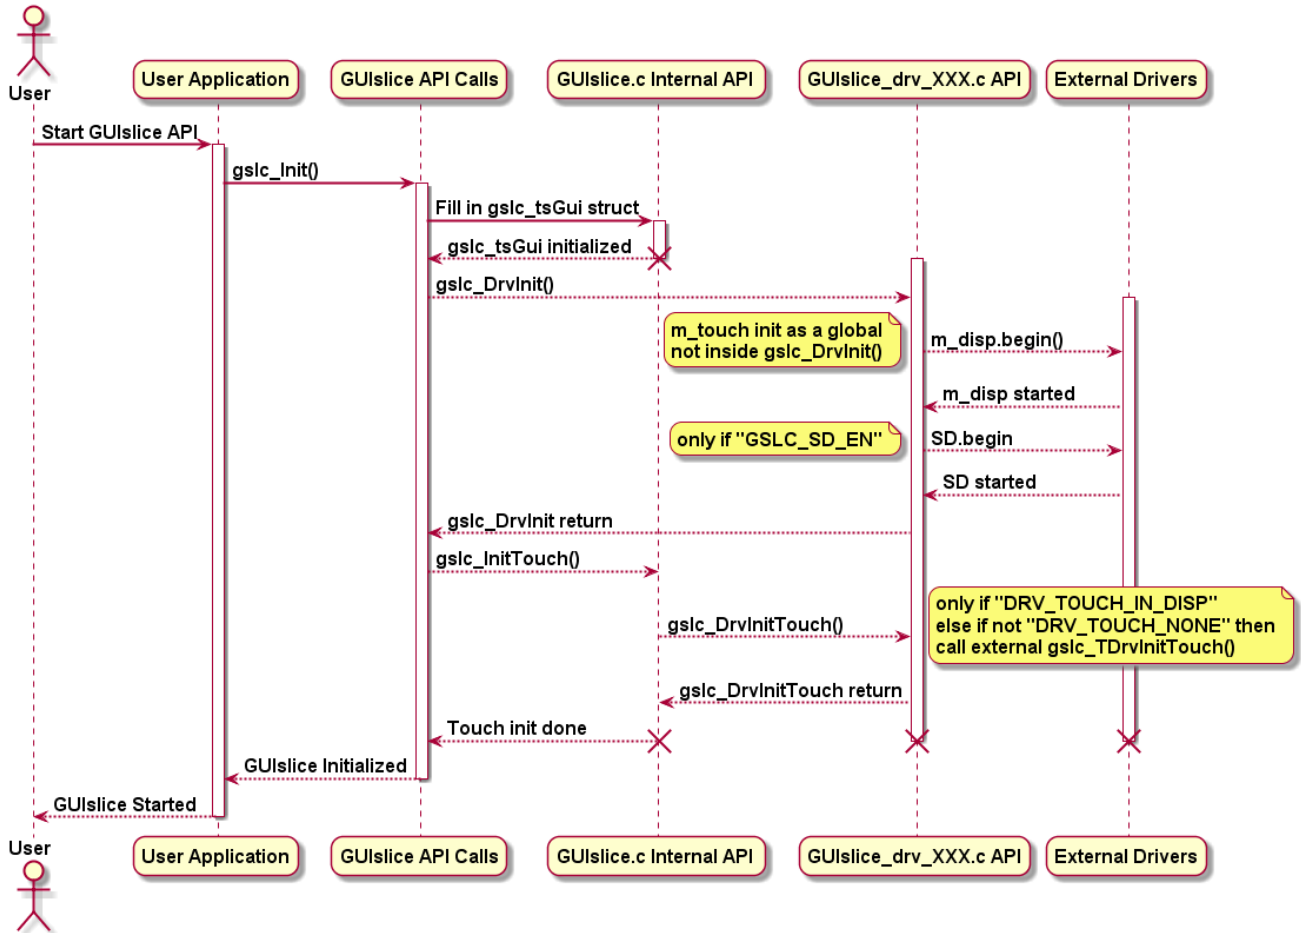 User
User Application
GUIslice API Calls
GUIslice.c Internal API
GUIslice_drv_XXX.c API
External Drivers
Start GUIslice API
gslc_Init()
Fill in gslc_tsGui struct
gslc_tsGui initialized
gslc_DrvInit()
m_touch init as a global
not inside gslc_DrvInit()
m_disp.begin()
m_disp started
only if "GSLC_SD_EN"
SD.begin
SD started
gslc_DrvInit return
gslc_InitTouch()
only if "DRV_TOUCH_IN_DISP"
else if not "DRV_TOUCH_NONE" then
call external gslc_TDrvInitTouch()
gslc_DrvInitTouch()
gslc_DrvInitTouch return
Touch init done
GUIslice Initialized
GUIslice Started
User
User Application
GUIslice API Calls
GUIslice.c Internal API
GUIslice_drv_XXX.c API
External Drivers